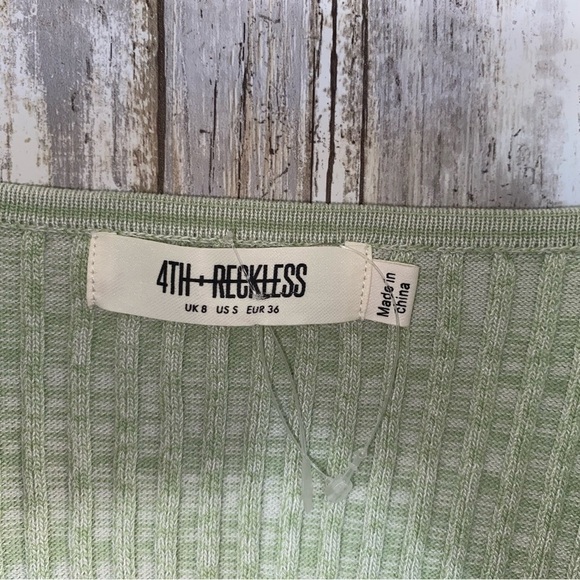 4TH+RECKLESS
UK 8 US S EUR 36
Made in
china